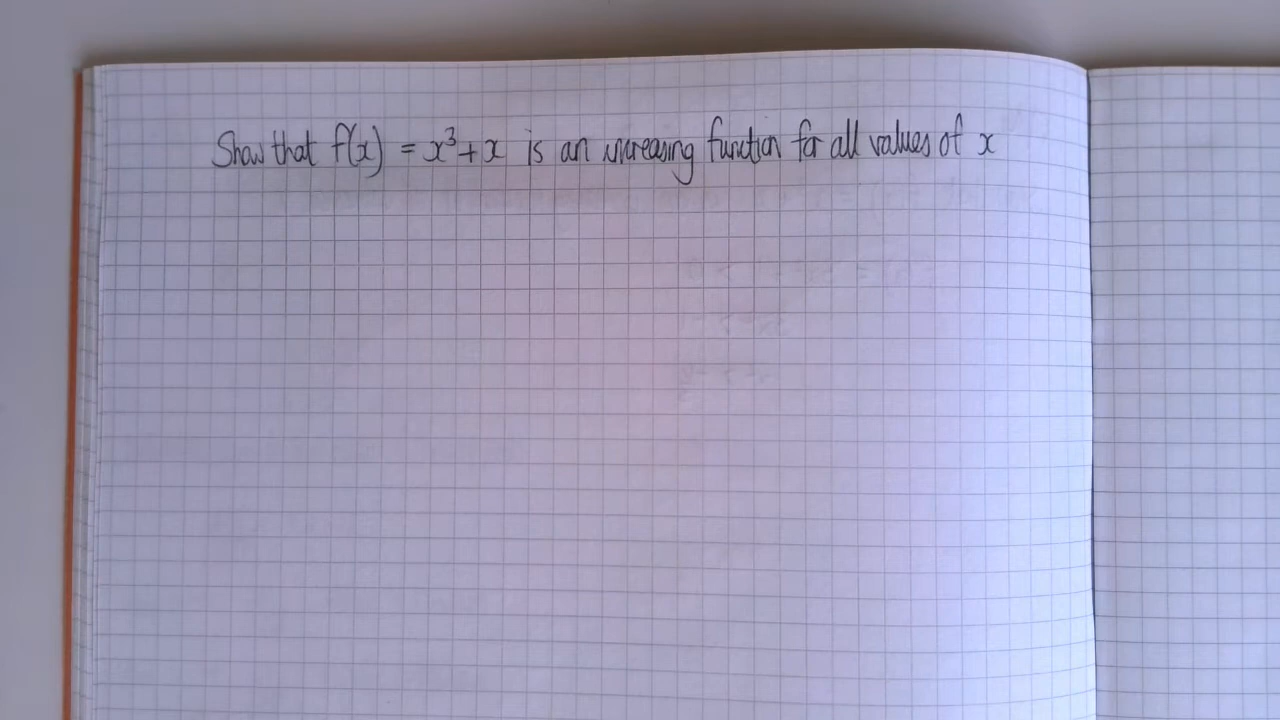 Show that f(x) = x³+x is an increasing function for all values of x